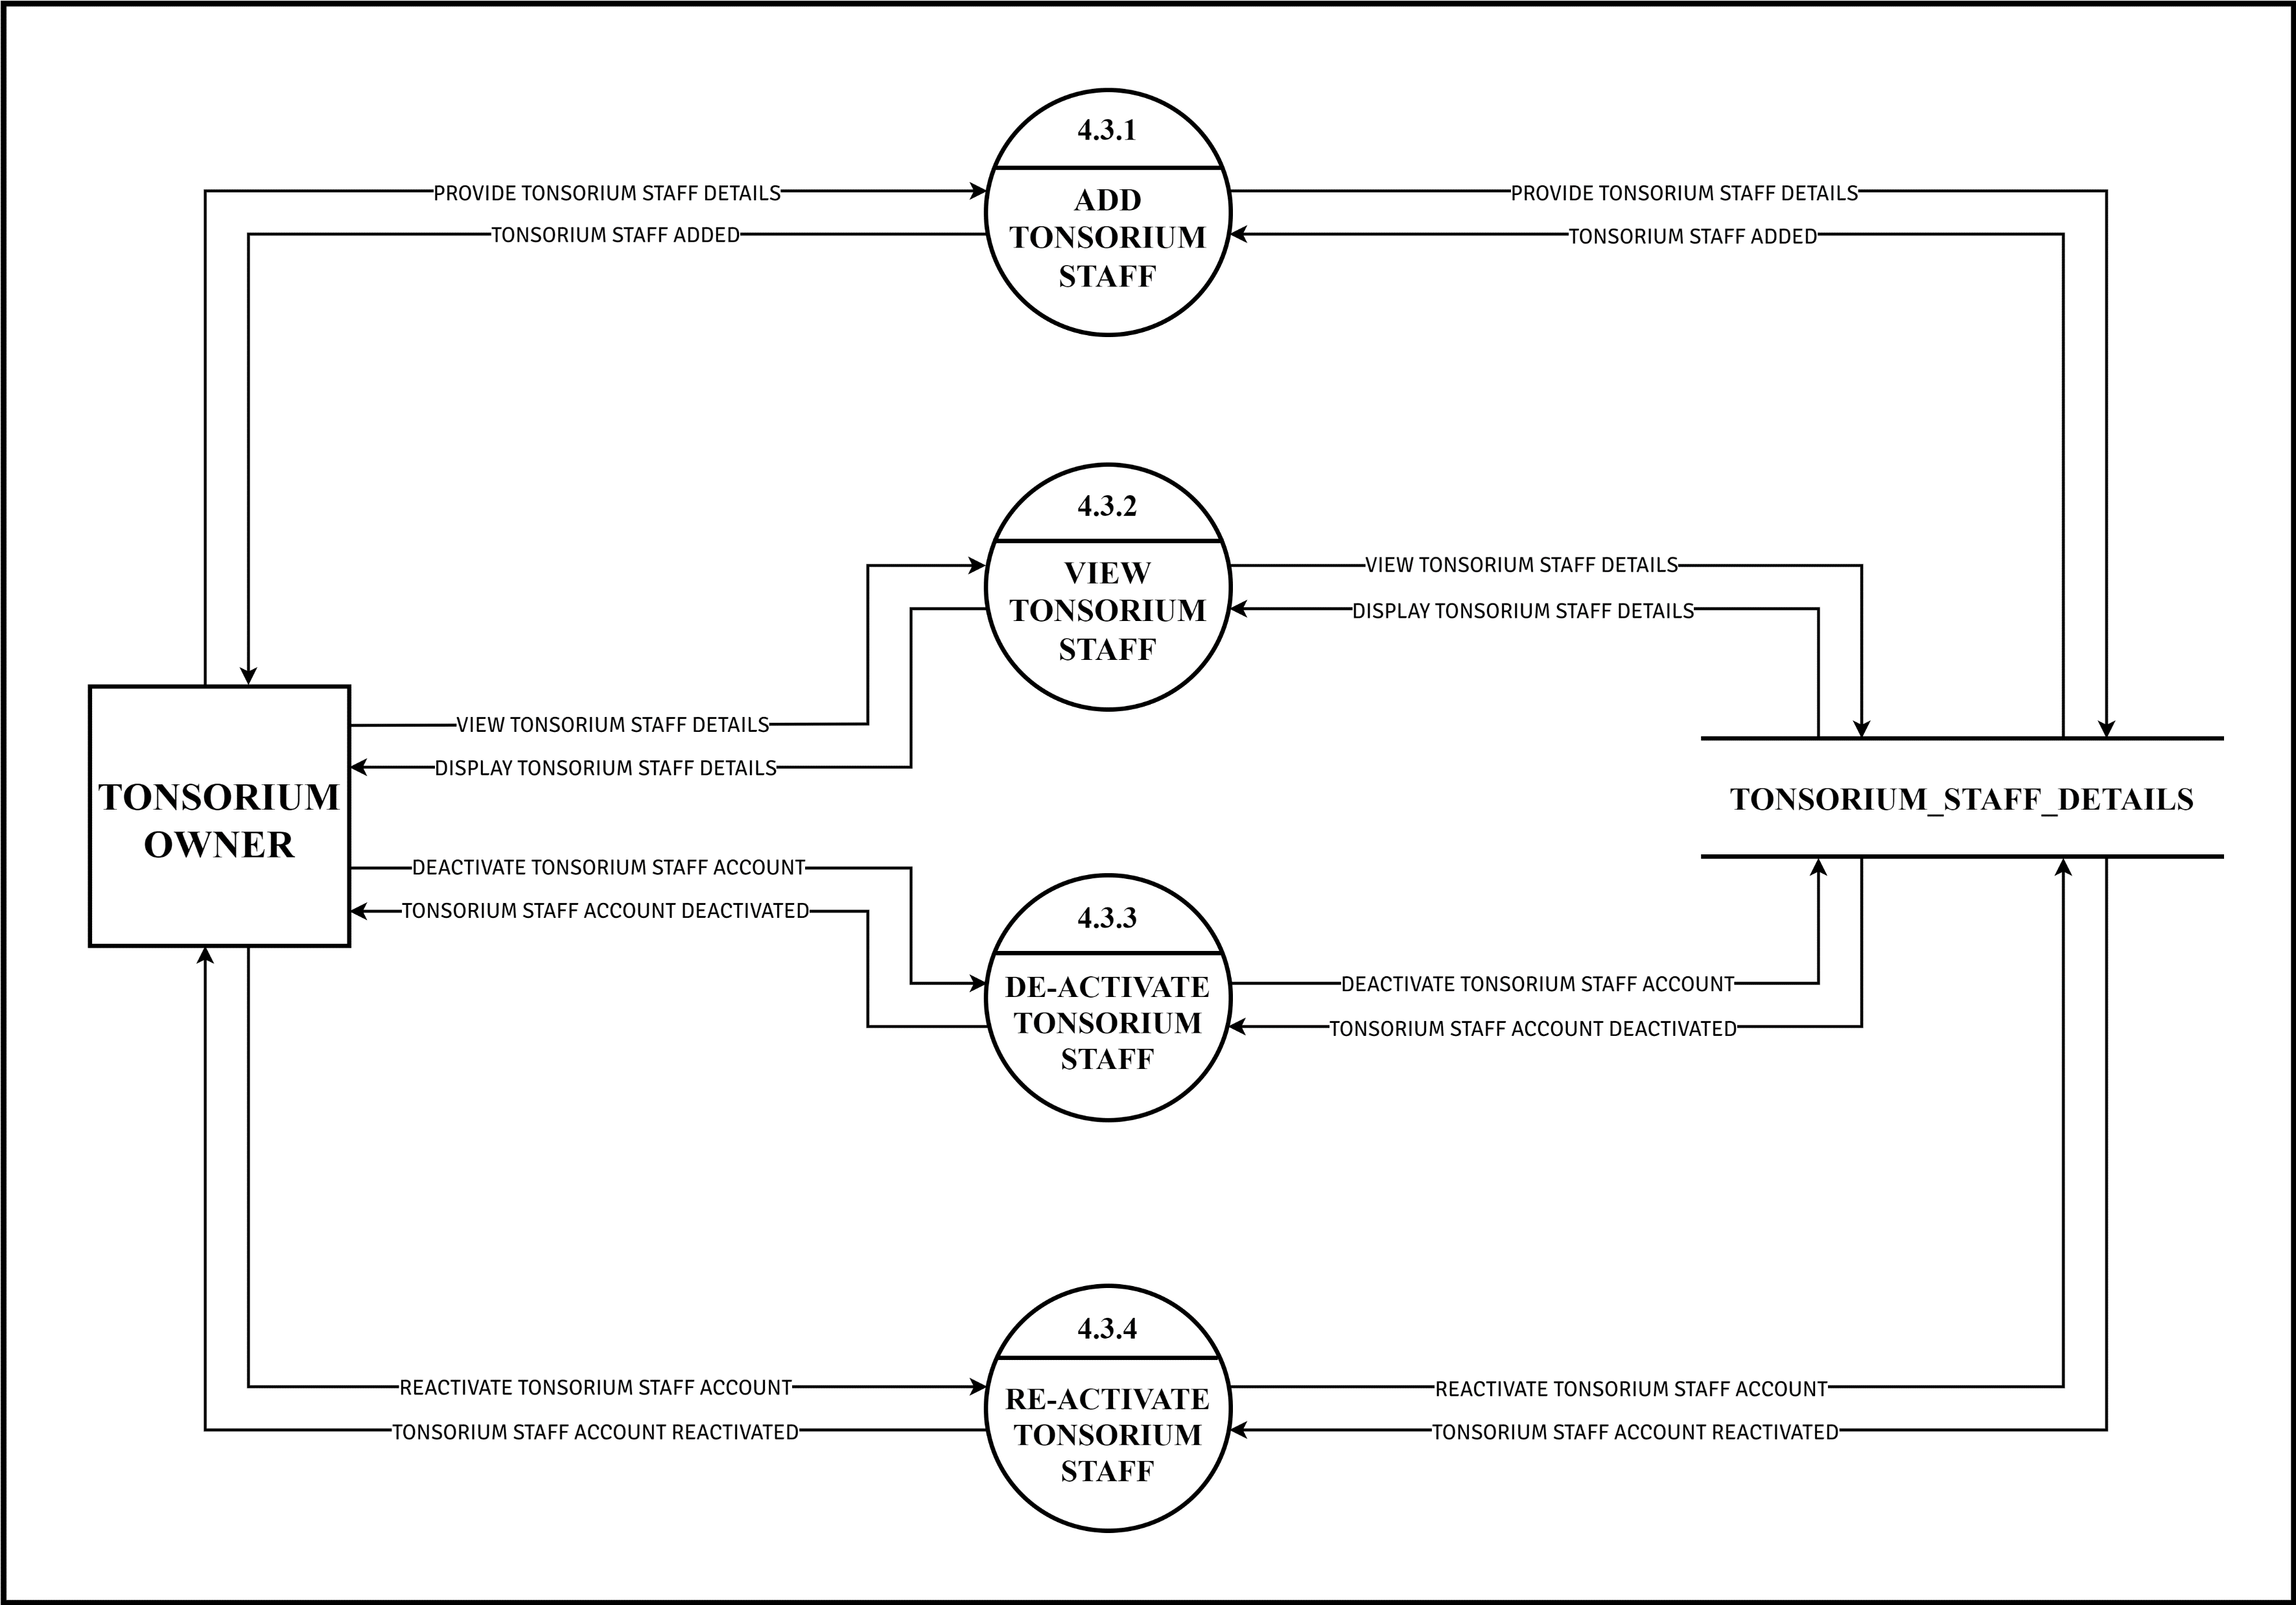 4.3.1
ADD
TONSORIUM
STAFF
PROVIDE TONSORIUM STAFF DETAILS
TONSORIUM STAFF ADDED
PROVIDE TONSORIUM STAFF DETAILS
TONSORIUM STAFF ADDED
4.3.2
VIEW
TONSORIUM
STAFF
VIEW TONSORIUM STAFF DETAILS
DISPLAY TONSORIUM STAFF DETAILS
VIEW TONSORIUM STAFF DETAILS
DISPLAY TONSORIUM STAFF DETAILS
TONSORIUM
OWNER
TONSORIUM_STAFF_DETAILS
DEACTIVATE TONSORIUM STAFF ACCOUNT
TONSORIUM STAFF ACCOUNT DEACTIVATED
4.3.3
DE-ACTIVATE
TONSORIUM
STAFF
DEACTIVATE TONSORIUM STAFF ACCOUNT
TONSORIUM STAFF ACCOUNT DEACTIVATED
4.3.4
RE-ACTIVATE
TONSORIUM
STAFF
REACTIVATE TONSORIUM STAFF ACCOUNT
TONSORIUM STAFF ACCOUNT REACTIVATED
REACTIVATE TONSORIUM STAFF ACCOUNT
TONSORIUM STAFF ACCOUNT REACTIVATED